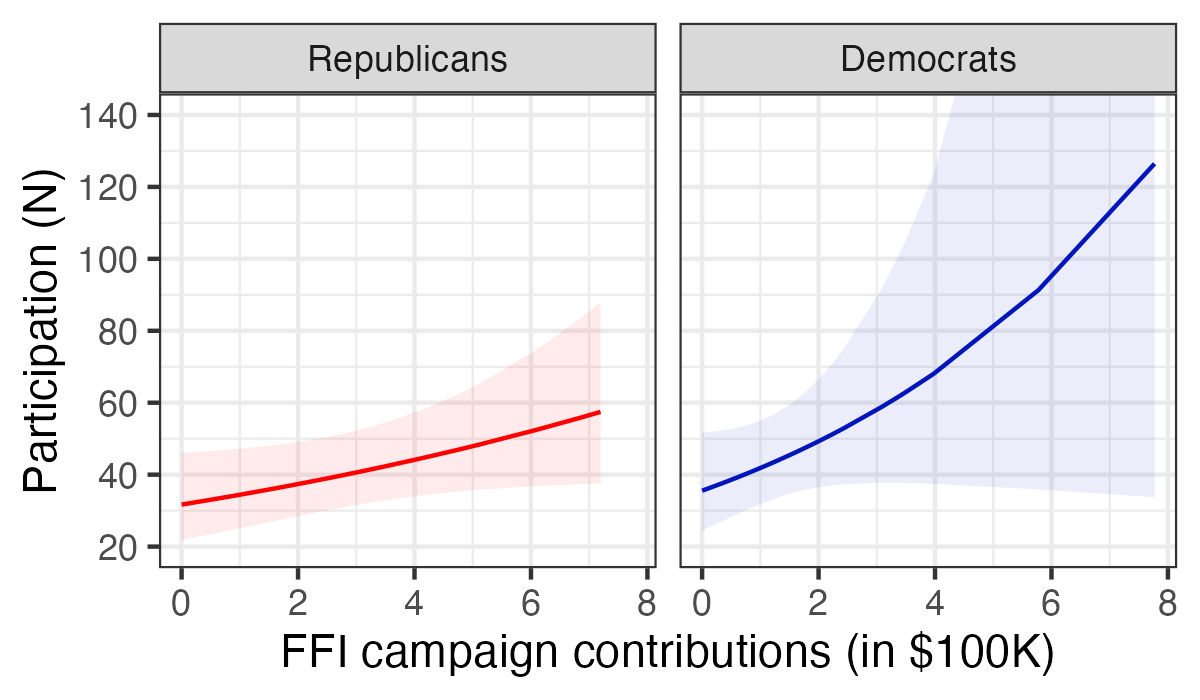 Republicans
Democrats
Participation (N)
140
120
100
80
60
40
20
0 2 4 6 8
0 2 4 6 8
FFI campaign contributions (in $100K)